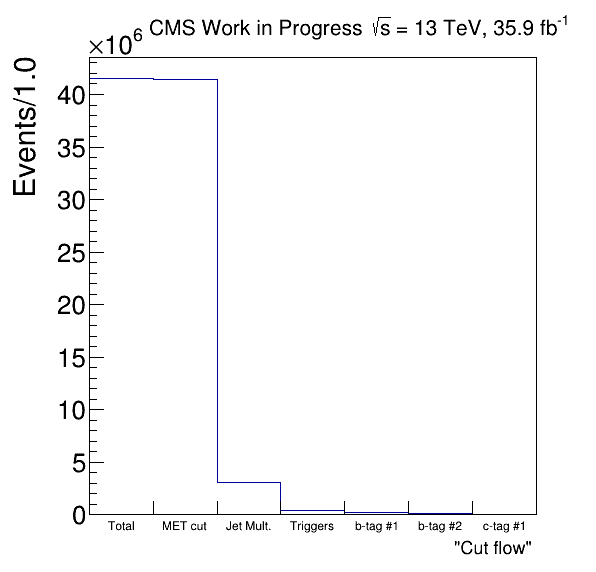 ×10⁶ CMS Work in Progress √s = 13 TeV, 35.9 fb⁻¹
Events/1.0
40
35
30
25
20
15
10
5
0
Total MET cut Jet Mult. Triggers b-tag #1 b-tag #2 c-tag #1
"Cut flow"